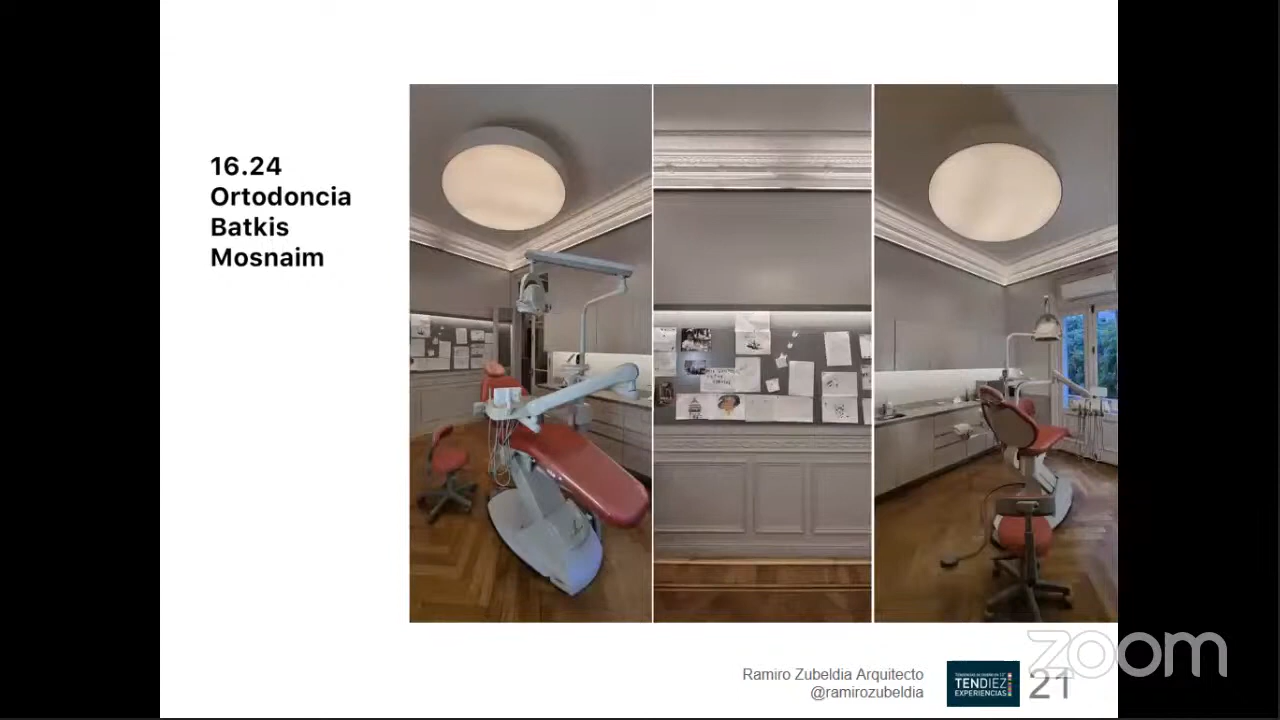 16.24
Ortodoncia
Batkis
Mosnaim
Ramiro Zubeldia Arquitecto
@ramirozubeldia
TENDIEZ
EXPERIENCIAS
21
zoom